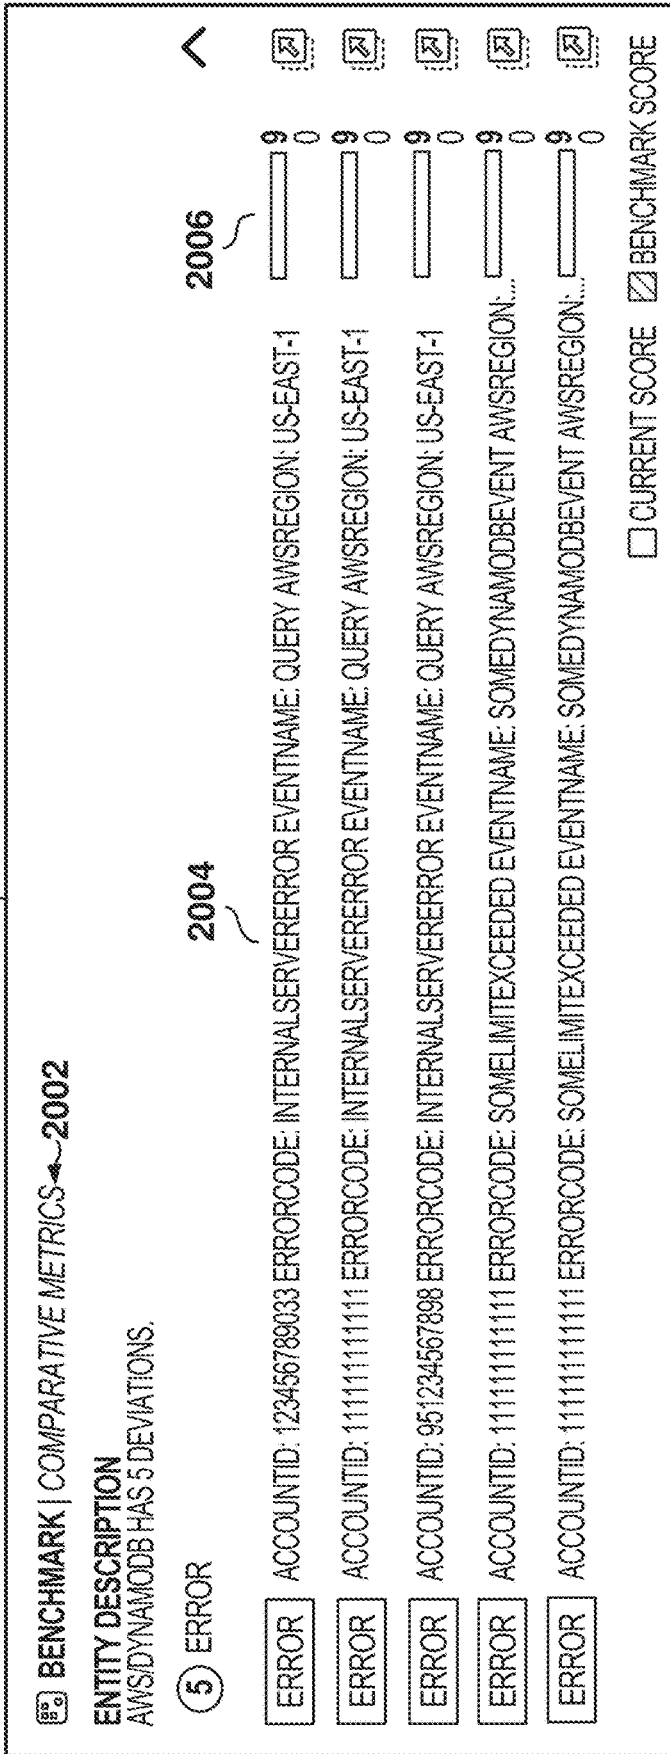 BENCHMARK | COMPARATIVE METRICS 2002
ENTITY DESCRIPTION
AWS/DYNAMODB HAS 5 DEVIATIONS.
5 ERROR
2004
2006
ERROR ACCOUNTID: 123456789033 ERRORCODE: INTERNALSERVERERROR EVENTNAME: QUERY AWSREGION: US-EAST-1 9
0
ERROR ACCOUNTID: 111111111111 ERRORCODE: INTERNALSERVERERROR EVENTNAME: QUERY AWSREGION: US-EAST-1 9
0
ERROR ACCOUNTID: 951234567898 ERRORCODE: INTERNALSERVERERROR EVENTNAME: QUERY AWSREGION: US-EAST-1 9
0
ERROR ACCOUNTID: 111111111111 ERRORCODE: SOMELIMITEXCEEDED EVENTNAME: SOMEDYNAMODBEVENT AWSREGION:... 9
0
ERROR ACCOUNTID: 111111111111 ERRORCODE: SOMELIMITEXCEEDED EVENTNAME: SOMEDYNAMODBEVENT AWSREGION:... 9
0
CURRENT SCORE BENCHMARK SCORE